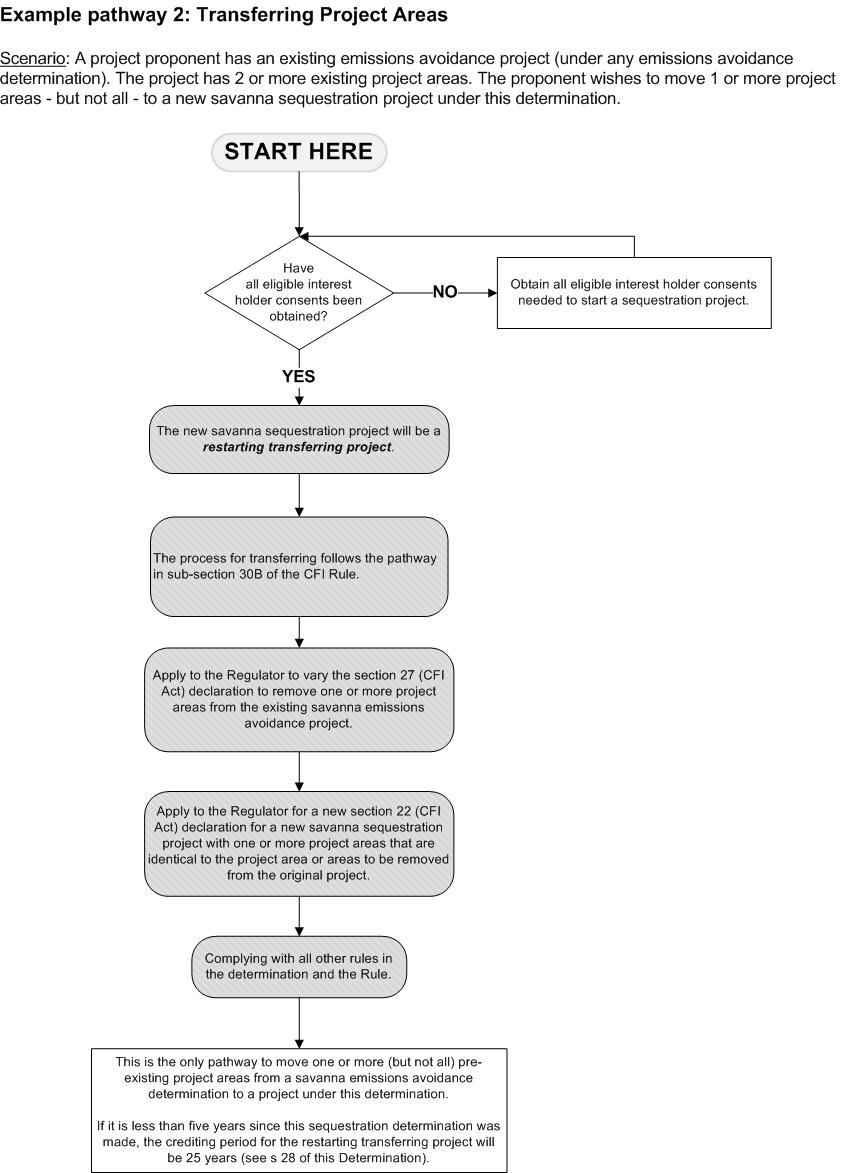 Example pathway 2: Transferring Project Areas
Scenario: A project proponent has an existing emissions avoidance project (under any emissions avoidance
determination). The project has 2 or more existing project areas. The proponent wishes to move 1 or more project
areas - but not all - to a new savanna sequestration project under this determination.
START HERE
Have
all eligible interest
holder consents been
obtained?
NO
Obtain all eligible interest holder consents
needed to start a sequestration project.
YES
The new savanna sequestration project will be a
restarting transferring project.
The process for transferring follows the pathway
in sub-section 30B of the CFI Rule.
Apply to the Regulator to vary the section 27 (CFI
Act) declaration to remove one or more project
areas from the existing savanna emissions
avoidance project.
Apply to the Regulator for a new section 22 (CFI
Act) declaration for a new savanna sequestration
project with one or more project areas that are
identical to the project area or areas to be removed
from the original project.
Complying with all other rules in
the determination and the Rule.
This is the only pathway to move one or more (but not all) pre-
existing project areas from a savanna emissions avoidance
determination to a project under this determination.
If it is less than five years since this sequestration determination was
made, the crediting period for the restarting transferring project will
be 25 years (see s 28 of this Determination).